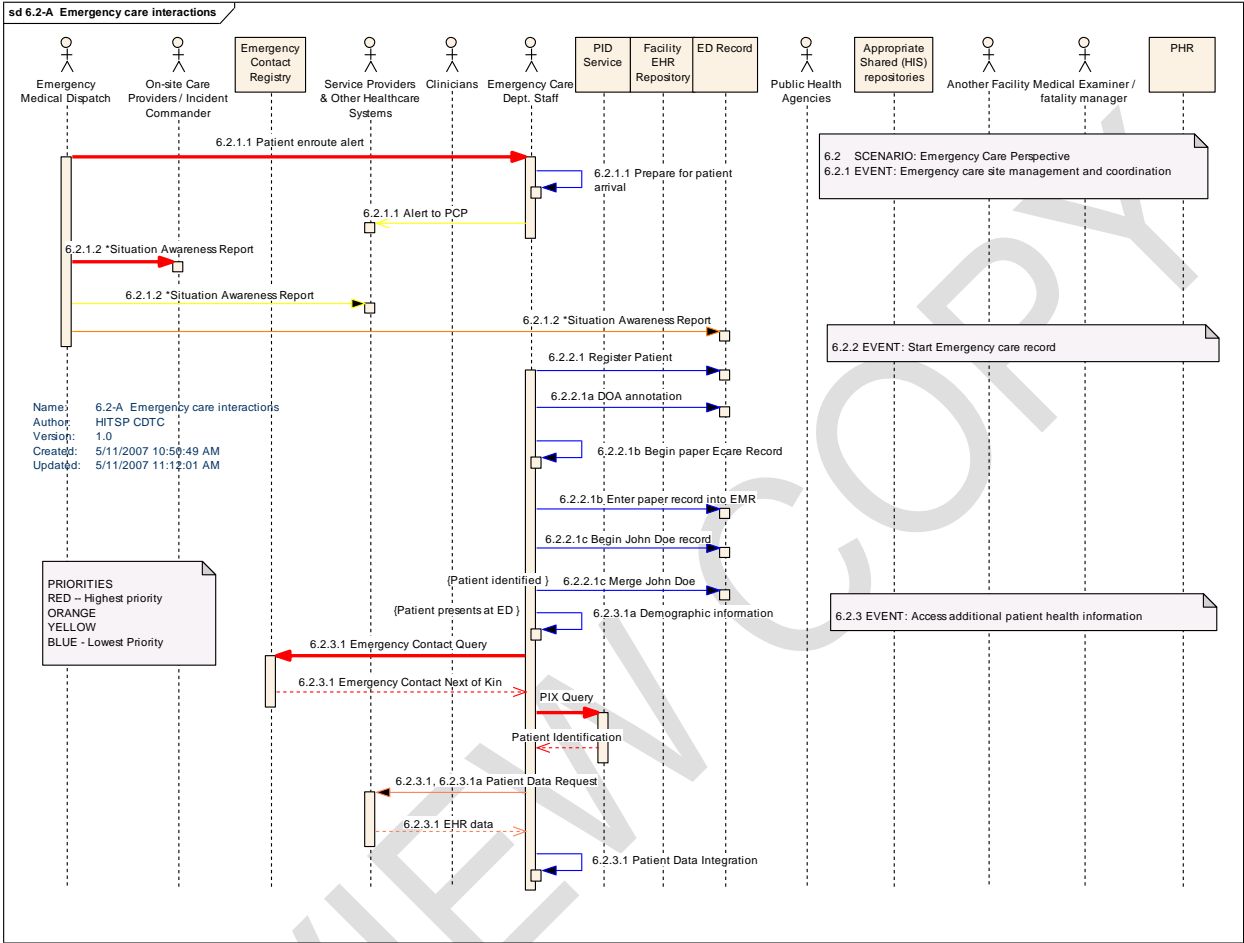 sd 6.2-A Emergency care interactions
Emergency
Medical Dispatch
On-site Care
Providers / Incident
Commander
Emergency
Contact
Registry
Service Providers
& Other Healthcare
Systems
Clinicians
Emergency Care
Dept. Staff
PID
Service
Facility
EHR
Repository
ED Record
Public Health
Agencies
Appropriate
Shared (HIS)
repositories
Another Facility
Medical Examiner /
fatality manager
PHR
6.2.1.1 Patient enroute alert
6.2 SCENARIO: Emergency Care Perspective
6.2.1 EVENT: Emergency care site management and coordination
6.2.1.1 Prepare for patient
arrival
6.2.1.1 Alert to PCP
6.2.1.2 *Situation Awareness Report
6.2.1.2 *Situation Awareness Report
6.2.1.2 *Situation Awareness Report
6.2.2 EVENT: Start Emergency care record
6.2.2.1 Register Patient
6.2.2.1a DOA annotation
Name: 6.2-A Emergency care interactions
Author: HITSP CDTC
Version: 1.0
Created: 5/11/2007 10:50:49 AM
Updated: 5/11/2007 11:12:01 AM
6.2.2.1b Begin paper Ecare Record
6.2.2.1b Enter paper record into EMR
6.2.2.1c Begin John Doe record
PRIORITIES
RED -- Highest priority
ORANGE
YELLOW
BLUE - Lowest Priority
{Patient identified }
6.2.2.1c Merge John Doe
{Patient presents at ED }
6.2.3.1a Demographic information
6.2.3 EVENT: Access additional patient health information
6.2.3.1 Emergency Contact Query
6.2.3.1 Emergency Contact Next of Kin
PIX Query
Patient Identification
6.2.3.1, 6.2.3.1a Patient Data Request
6.2.3.1 EHR data
6.2.3.1 Patient Data Integration
VIEW COPY